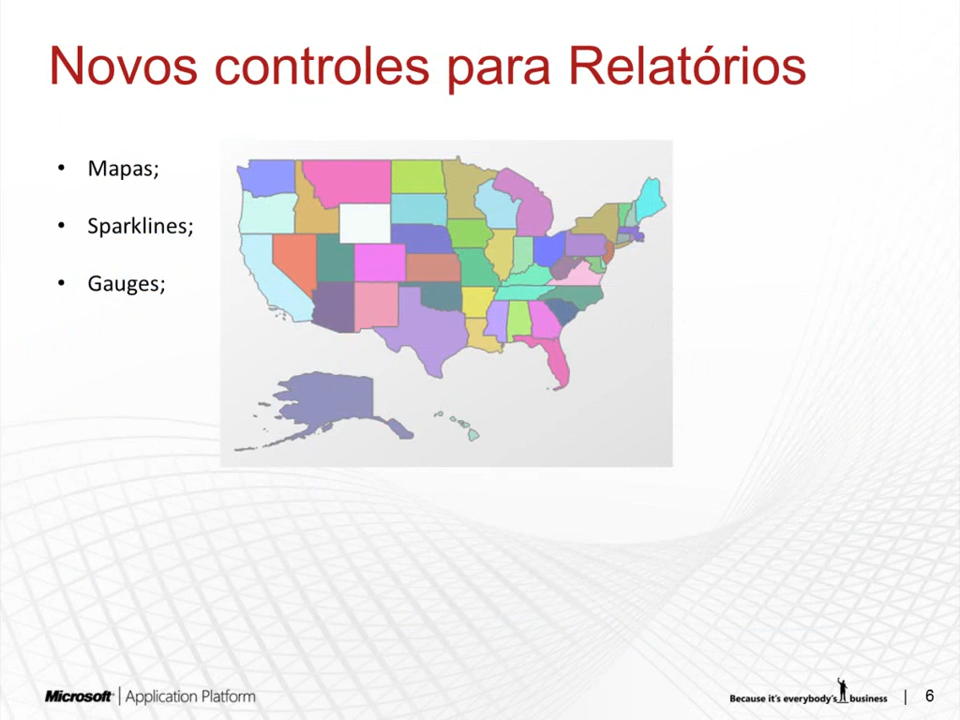 Novos controles para Relatórios
• Mapas;
• Sparklines;
• Gauges;
Microsoft | Application Platform
Because it's everybody's business | 6